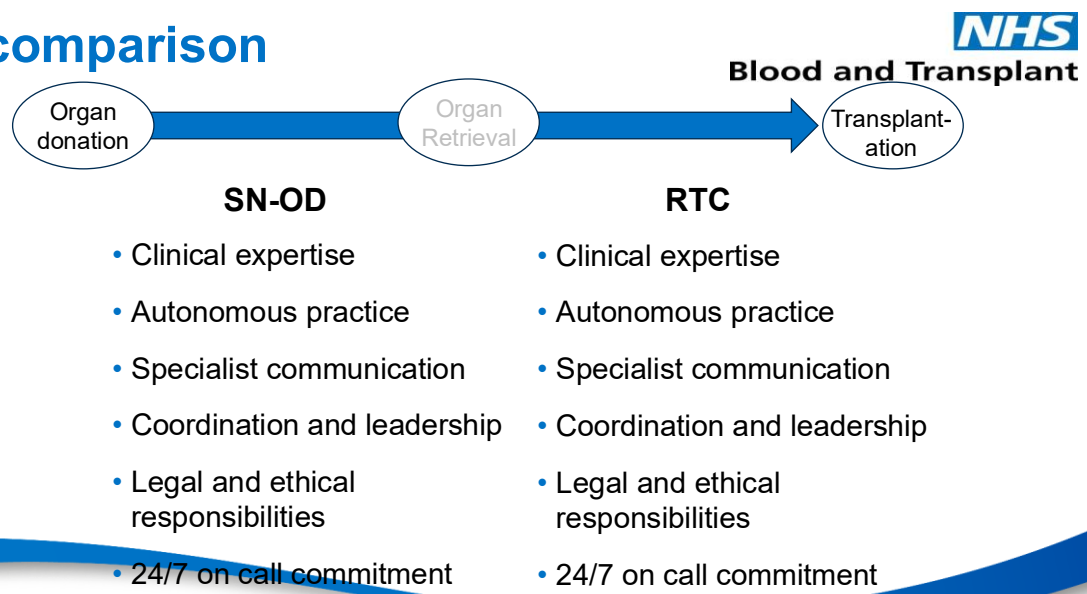 comparison
NHS
Blood and Transplant
Organ
donation
Organ
Retrieval
Transplant-
ation
SN-OD
• Clinical expertise
• Autonomous practice
• Specialist communication
• Coordination and leadership
• Legal and ethical
responsibilities
• 24/7 on call commitment
RTC
• Clinical expertise
• Autonomous practice
• Specialist communication
• Coordination and leadership
• Legal and ethical
responsibilities
• 24/7 on call commitment